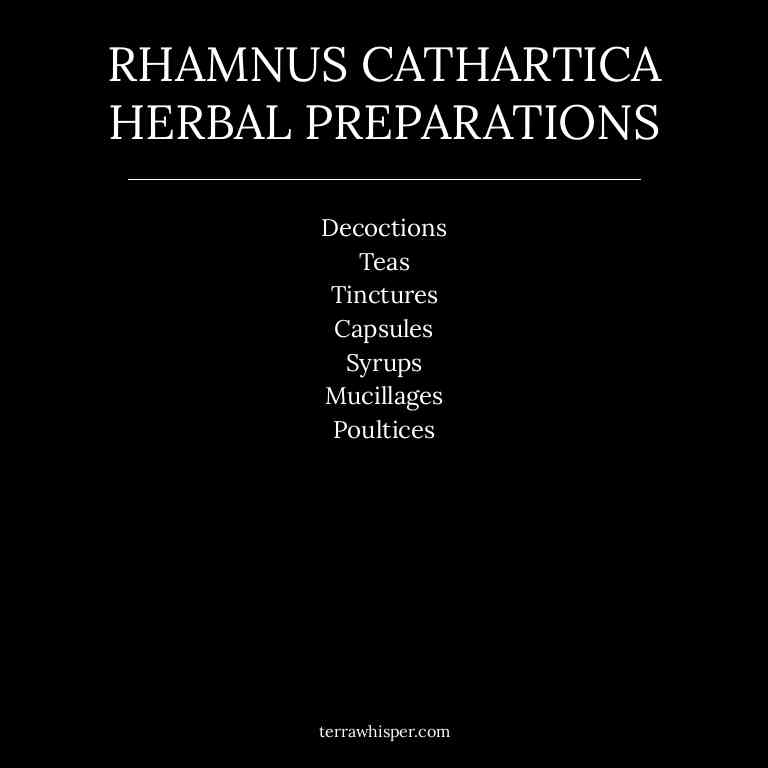 RHAMNUS CATHARTICA
HERBAL PREPARATIONS
Decoctions
Teas
Tinctures
Capsules
Syrups
Mucillages
Poultices
terrawhisper.com